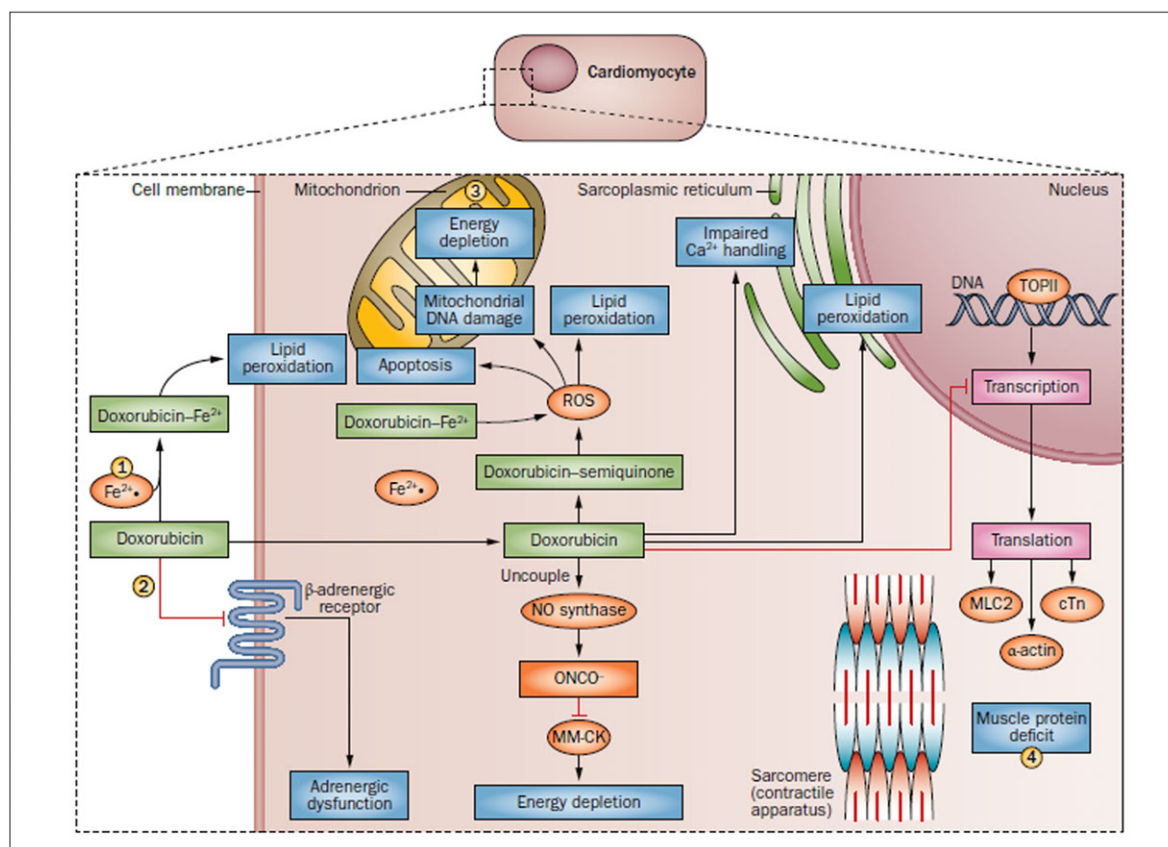 Cardiomyocyte
Cell membrane
Mitochondrion
Sarcoplasmic reticulum
Nucleus
3
Energy
depletion
Impaired
Ca²⁺ handling
DNA
TOPII
Mitochondrial
DNA damage
Lipid
peroxidation
Lipid
peroxidation
Lipid
peroxidation
Apoptosis
Transcription
Doxorubicin–Fe²⁺
Doxorubicin–Fe²⁺
ROS
1
Fe²⁺•
Fe²⁺•
Doxorubicin–semiquinone
Doxorubicin
Doxorubicin
Translation
2
Uncouple
β-adrenergic
receptor
NO synthase
MLC2
cTn
α-actin
ONCO⁻
MM-CK
Muscle protein
deficit
4
Adrenergic
dysfunction
Energy depletion
Sarcomere
(contractile
apparatus)